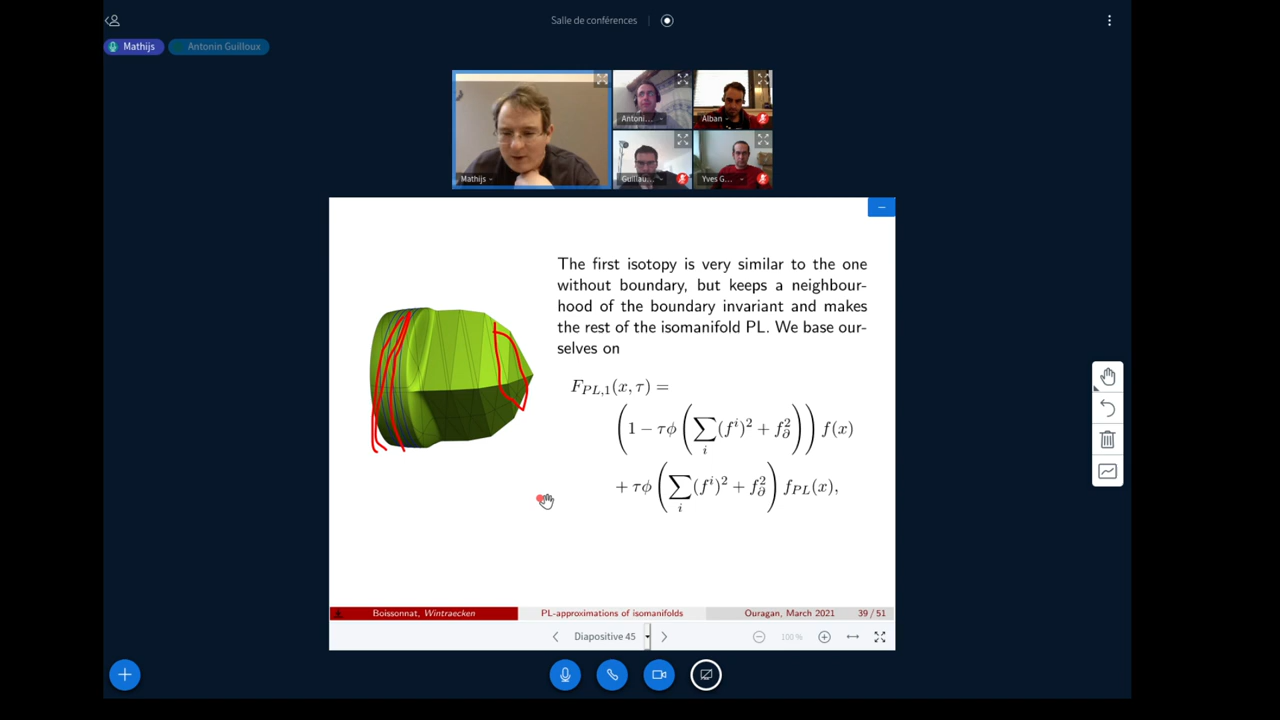 Salle de conférences
Mathijs
Antonin Guilloux
Mathijs
Antoni...
Alban
Guillau...
Yves G...
The first isotopy is very similar to the one
without boundary, but keeps a neighbour-
hood of the boundary invariant and makes
the rest of the isomanifold PL. We base our-
selves on
F_{PL,1}(x, τ) =
(1 − τϕ (∑_i (f^i)^2 + f_∂^2)) f(x)
+ τϕ (∑_i (f^i)^2 + f_∂^2) f_{PL}(x),
Boissonnat, Wintraecken PL-approximations of isomanifolds Ouragan, March 2021 39 / 51
Diapositive 45
100 %